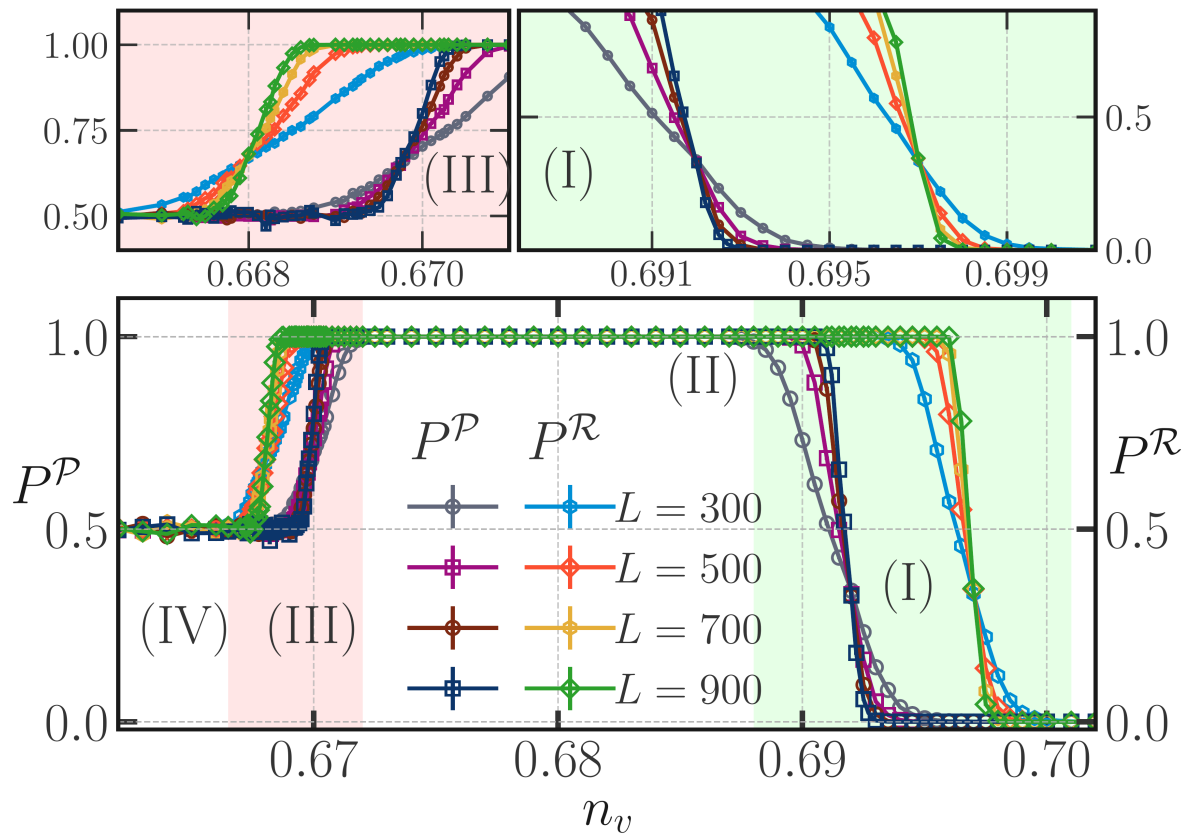 1.00
0.75
0.50
(III)
0.668
0.670
(I)
0.5
0.0
0.691
0.695
0.699
1.0
0.5
0.0
P^𝒫
(IV)
(III)
(II)
(I)
P^𝒫 P^ℛ
L = 300
L = 500
L = 700
L = 900
1.0
0.5
0.0
P^ℛ
0.67
0.68
0.69
0.70
n_v